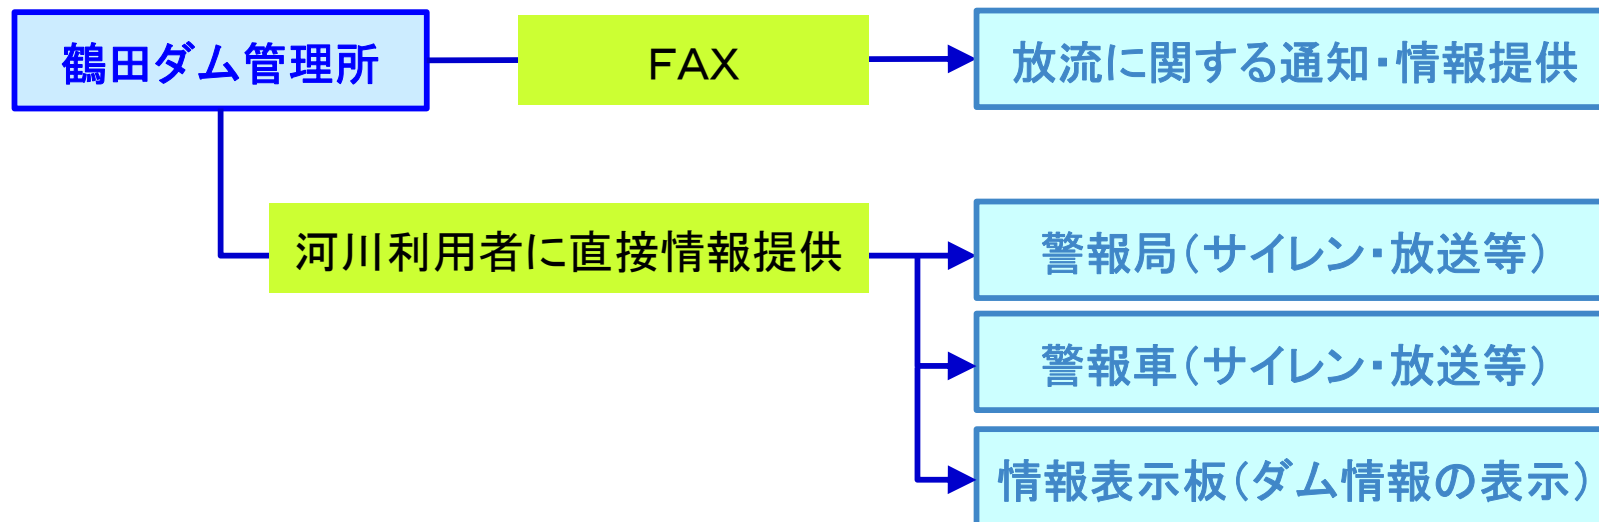 鶴田ダム管理所
FAX
放流に関する通知・情報提供
河川利用者に直接情報提供
警報局（サイレン・放送等）
警報車（サイレン・放送等）
情報表示板（ダム情報の表示）